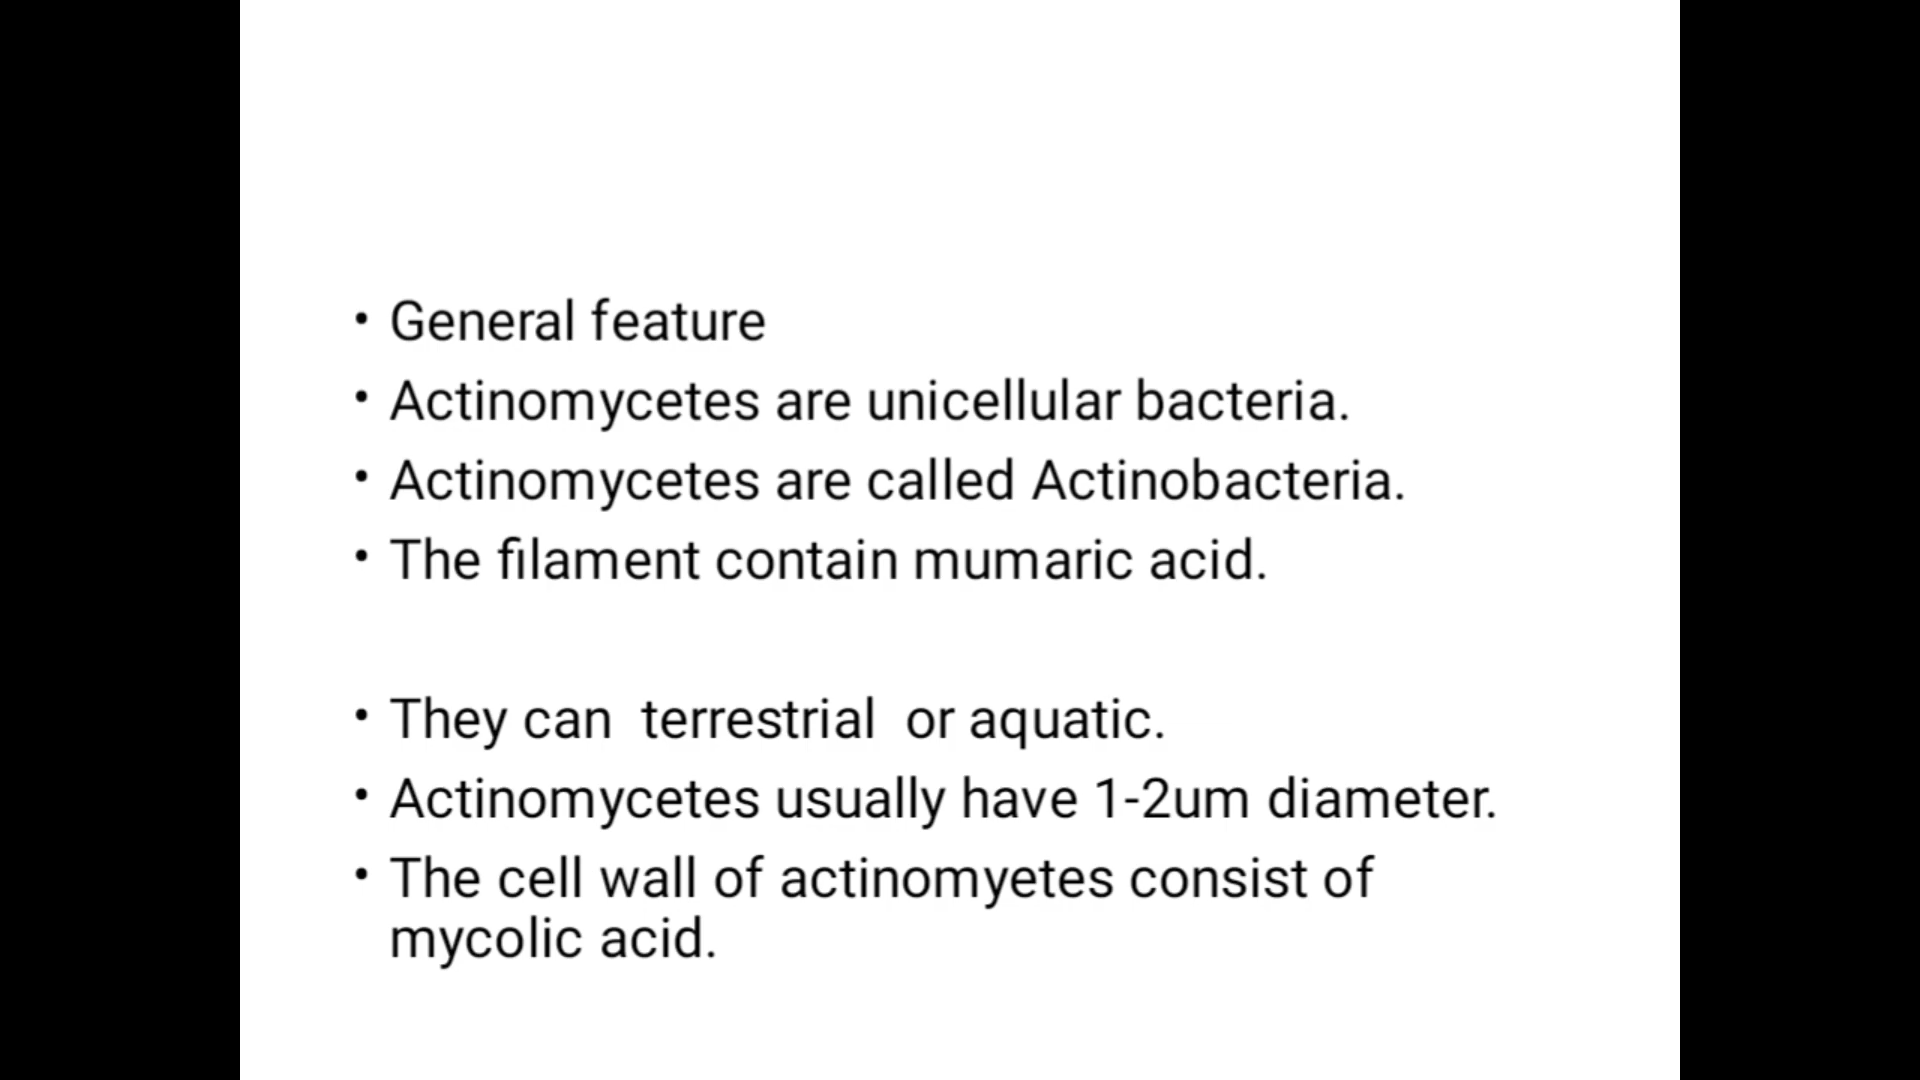 • General feature
• Actinomycetes are unicellular bacteria.
• Actinomycetes are called Actinobacteria.
• The filament contain mumaric acid.
• They can  terrestrial  or aquatic.
• Actinomycetes usually have 1-2um diameter.
• The cell wall of actinomyetes consist of
mycolic acid.